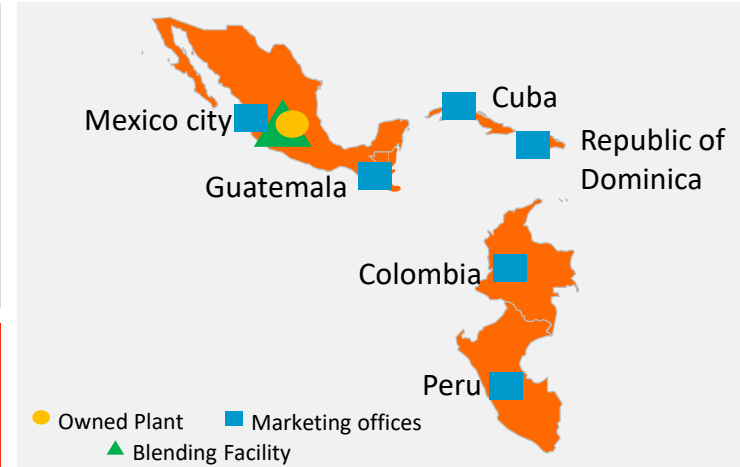 Cuba
Mexico city
Republic of
Dominica
Guatemala
Colombia
Peru
Owned Plant
Marketing offices
Blending Facility